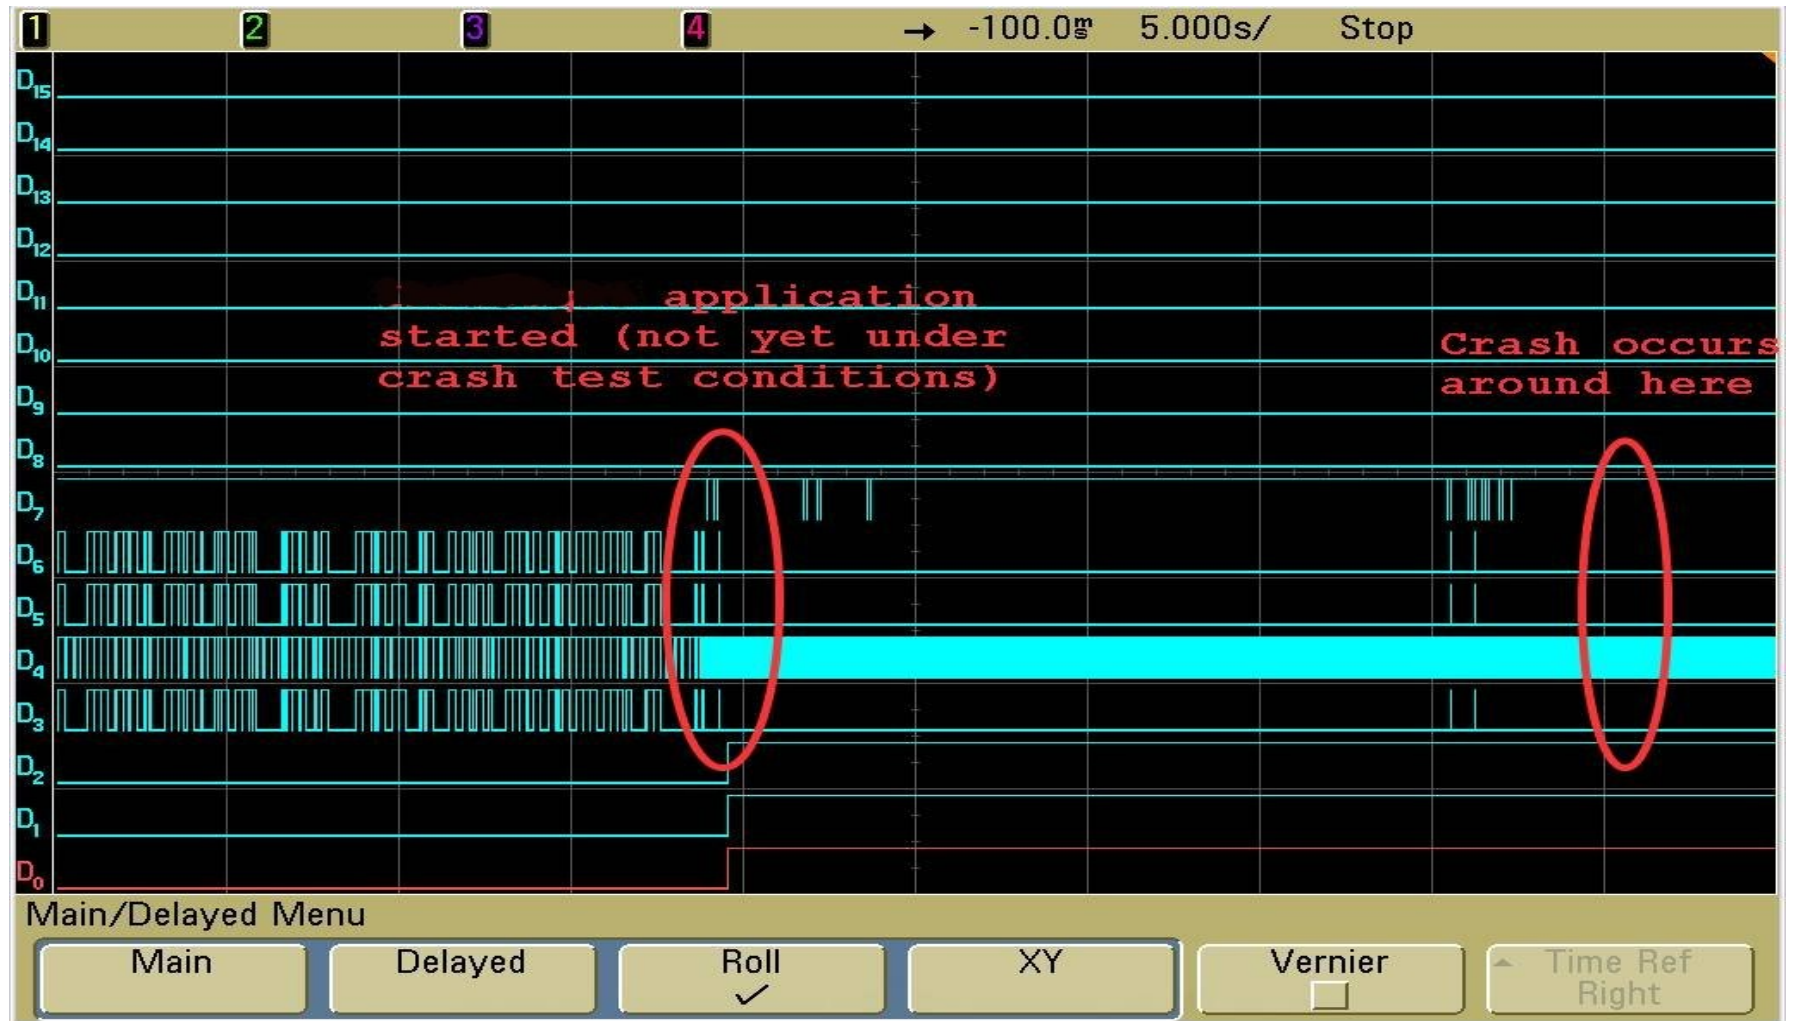 1 2 3 4 → -100.0ms 5.000s/ Stop
D15
D14
D13
D12
D11
application
started (not yet under
D10
Crash occurs
crash test conditions)
around here
D9
D8
D7
D6
D5
D4
D3
D2
D1
D0
Main/Delayed Menu
Main Delayed Roll XY Vernier Time Ref
Right